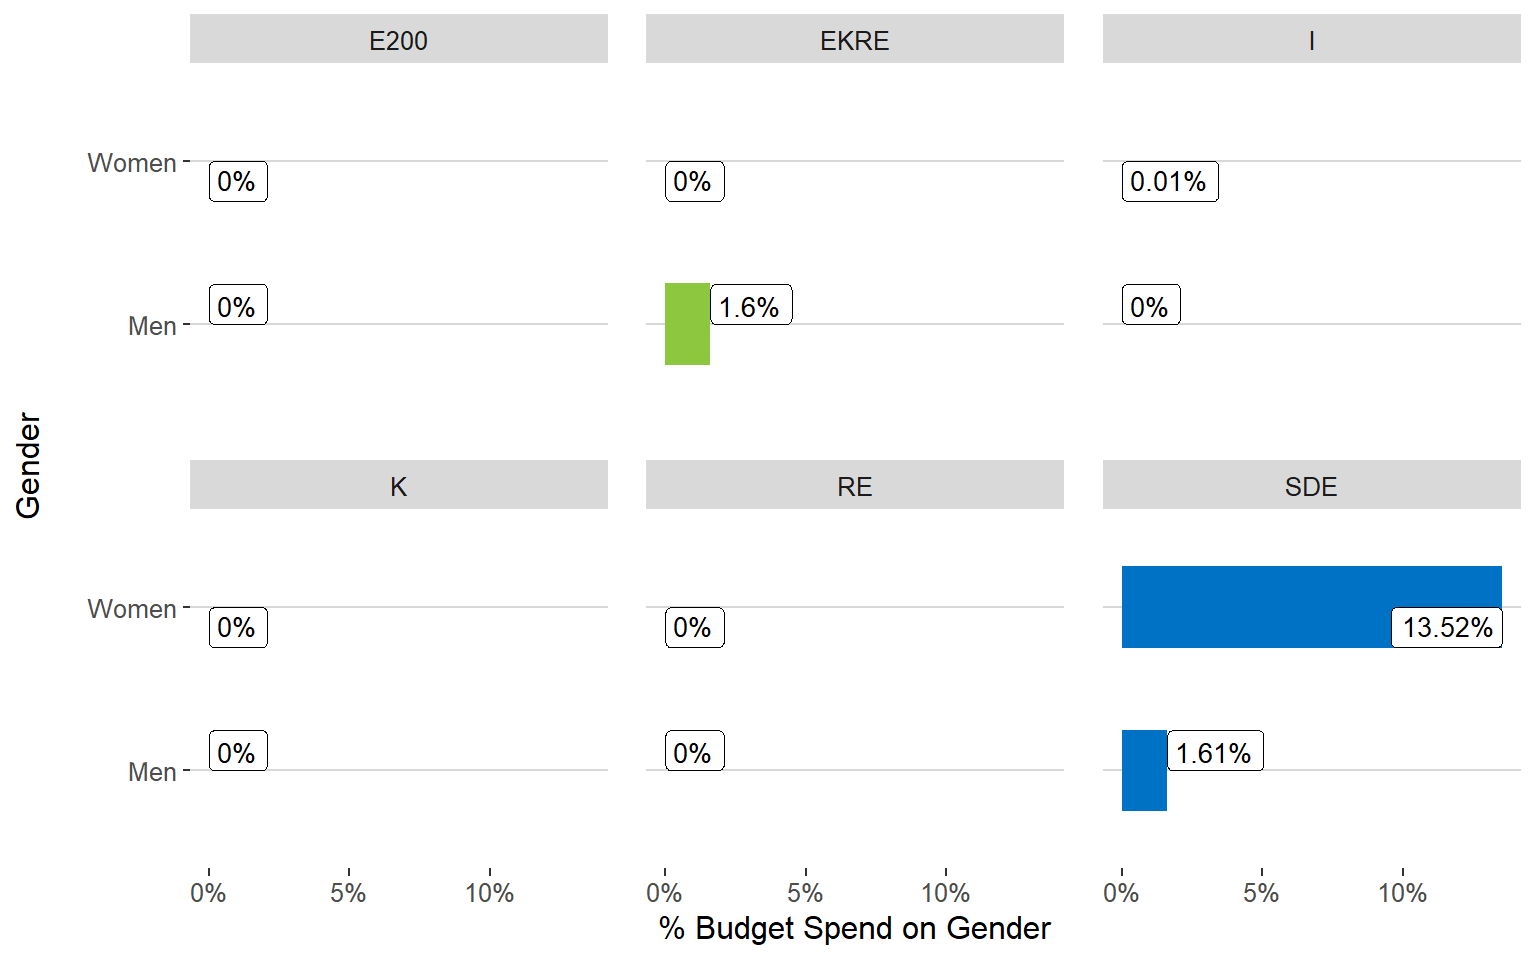 E200 EKRE I
Women 0% 0% 0.01%
Men 0% 1.6% 0%
Gender
K RE SDE
Women 0% 0% 13.52%
Men 0% 0% 1.61%
0% 5% 10% 0% 5% 10% 0% 5% 10%
% Budget Spend on Gender